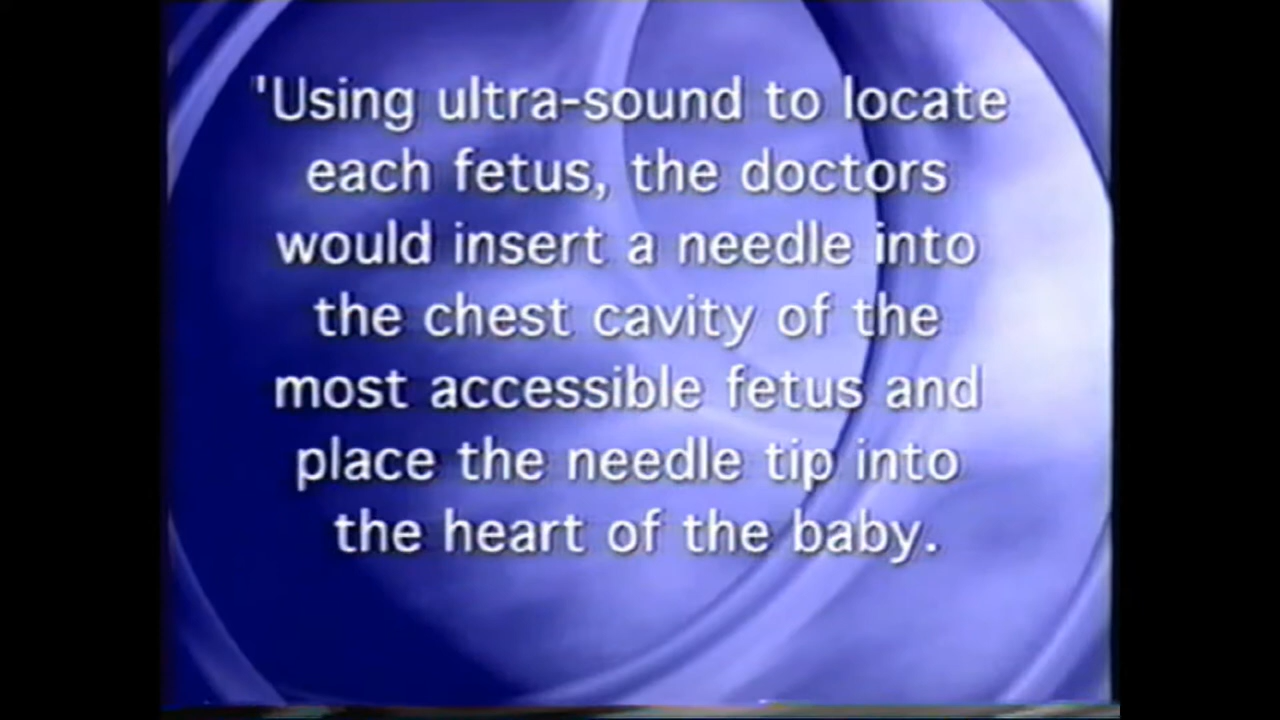 'Using ultra-sound to locate
each fetus, the doctors
would insert a needle into
the chest cavity of the
most accessible fetus and
place the needle tip into
the heart of the baby.